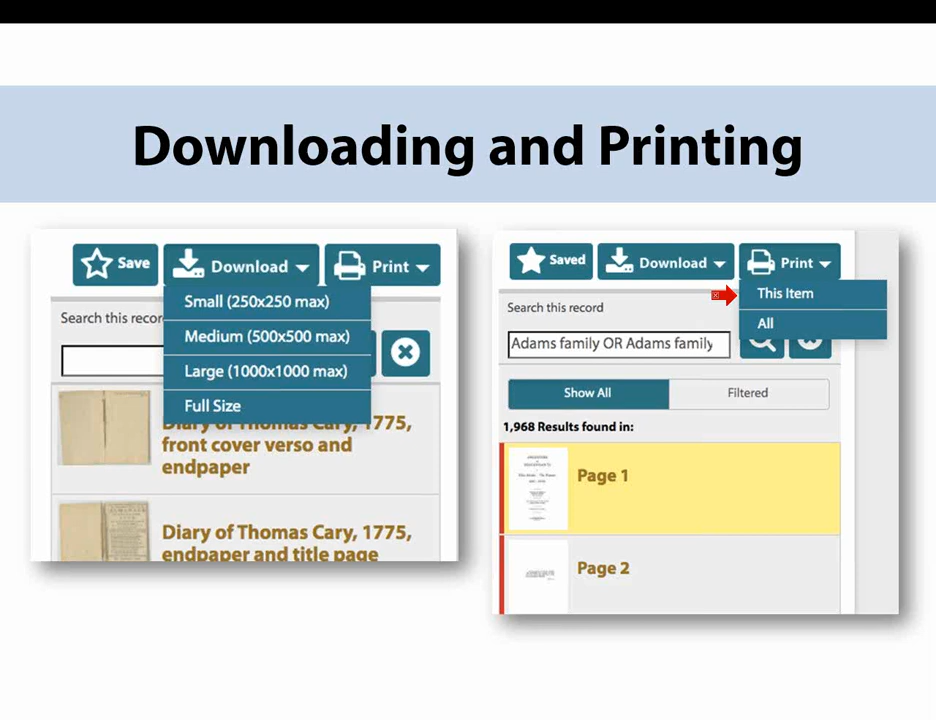 Downloading and Printing
Save
Download
Print
Small (250x250 max)
Medium (500x500 max)
Large (1000x1000 max)
Full Size
Search this recor
Diary of Thomas Cary, 1775,
front cover verso and
endpaper
Diary of Thomas Cary, 1775,
endpaper and title page
Saved
Download
Print
This Item
All
Search this record
Adams family OR Adams family
Show All
Filtered
1,968 Results found in:
Page 1
Page 2